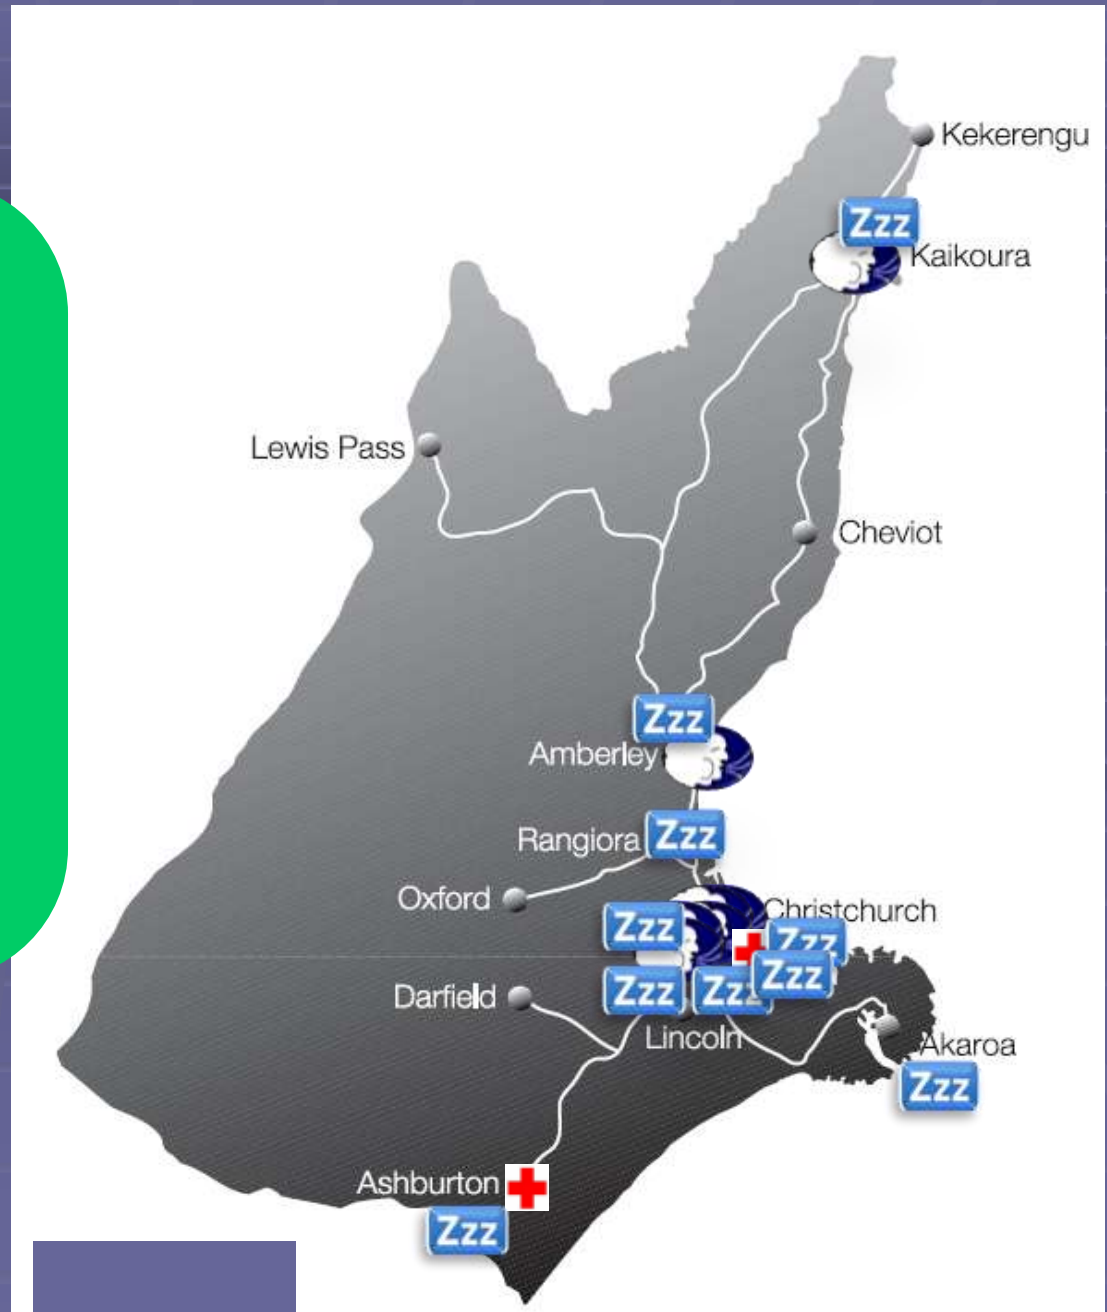 Kekerengu
Zzz
Kaikoura
Lewis Pass
Cheviot
Zzz
Amberley
Rangiora
Zzz
Oxford
Christchurch
Zzz
Zzz
Zzz
Darfield
Zzz
Zzz
Lincoln
Akaroa
Zzz
Ashburton
Zzz